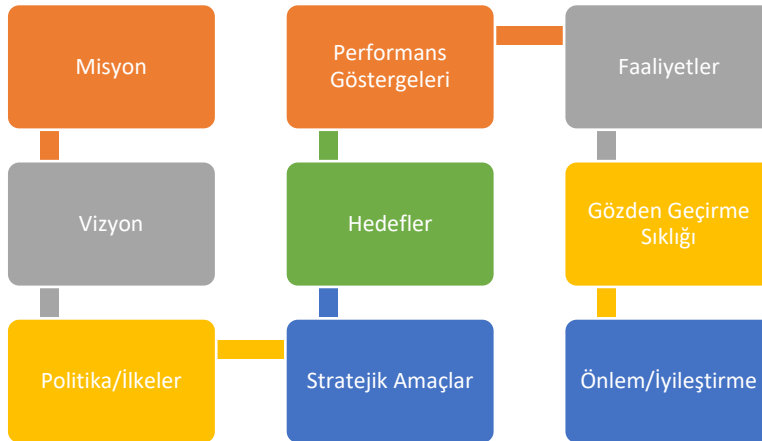 Misyon
Vizyon
Politika/İlkeler
Stratejik Amaçlar
Hedefler
Performans
Göstergeleri
Faaliyetler
Gözden Geçirme
Sıklığı
Önlem/İyileştirme